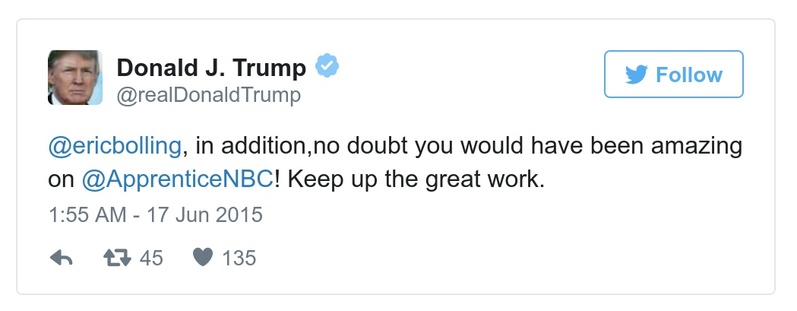 Donald J. Trump
@realDonaldTrump
Follow
@ericbolling, in addition,no doubt you would have been amazing
on @ApprenticeNBC! Keep up the great work.
1:55 AM - 17 Jun 2015
45 135